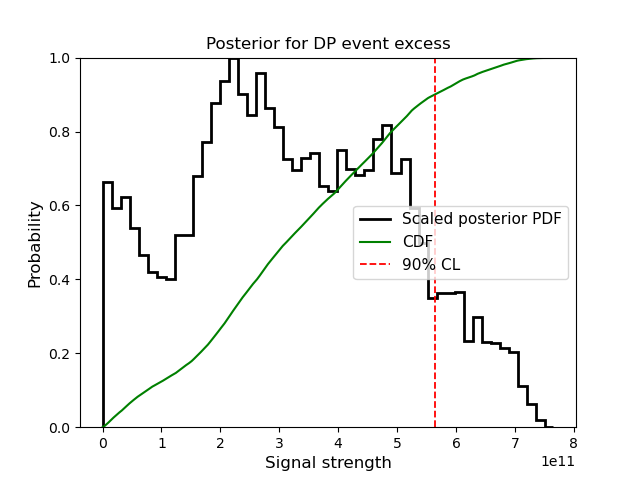 Posterior for DP event excess
Probability
1.0
0.8
0.6
0.4
0.2
0.0
Scaled posterior PDF
CDF
90% CL
0 1 2 3 4 5 6 7 8
1e11
Signal strength